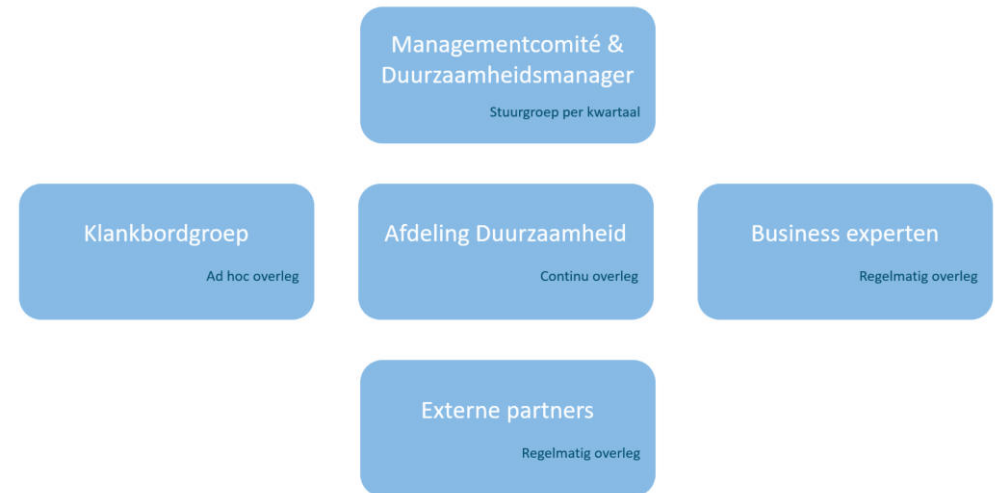 Managementcomité &
Duurzaamheidsmanager
Stuurgroep per kwartaal
Klankbordgroep
Ad hoc overleg
Afdeling Duurzaamheid
Continu overleg
Business experten
Regelmatig overleg
Externe partners
Regelmatig overleg